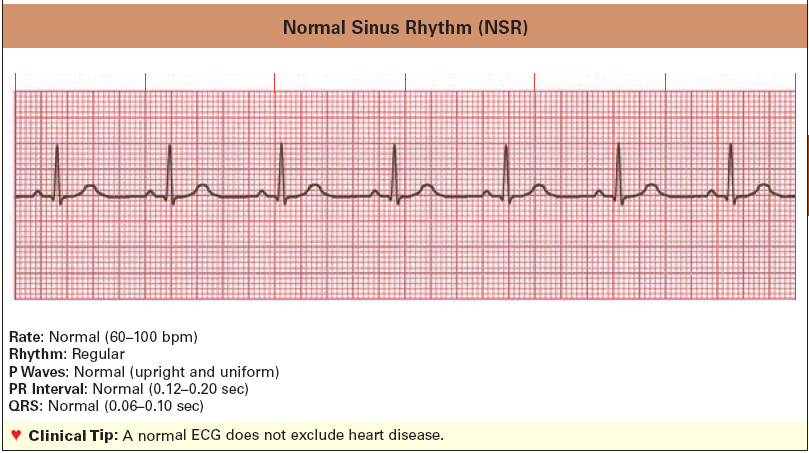 Normal Sinus Rhythm (NSR)
Rate: Normal (60–100 bpm)
Rhythm: Regular
P Waves: Normal (upright and uniform)
PR Interval: Normal (0.12–0.20 sec)
QRS: Normal (0.06–0.10 sec)
♥ Clinical Tip: A normal ECG does not exclude heart disease.